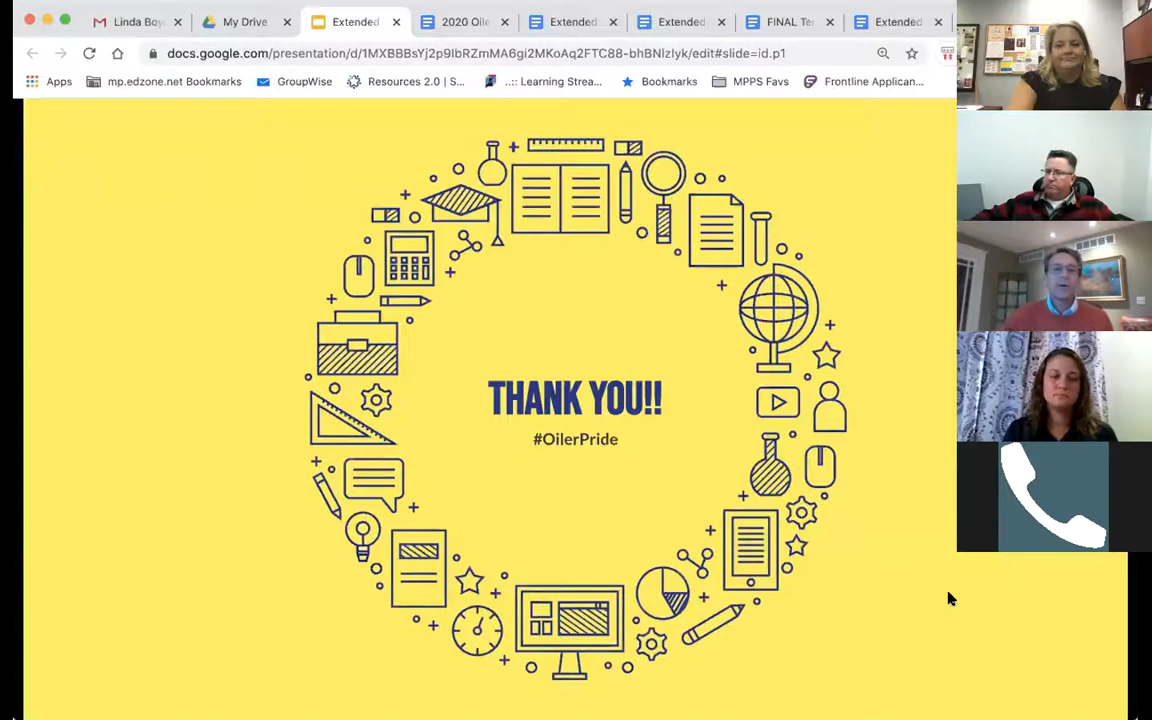 Linda Boy
My Drive
Extended
2020 Oile
Extended
Extended
FINAL Te
Extended
docs.google.com/presentation/d/1MXBBBsYj2p9IbRZmMA6gi2MKoAq2FTC88-bhBNIzIyk/edit#slide=id.p1
Apps
mp.edzone.net Bookmarks
GroupWise
Resources 2.0 | S...
..:: Learning Strea...
Bookmarks
MPPS Favs
Frontline Applican...
THANK YOU!!
#OilerPride